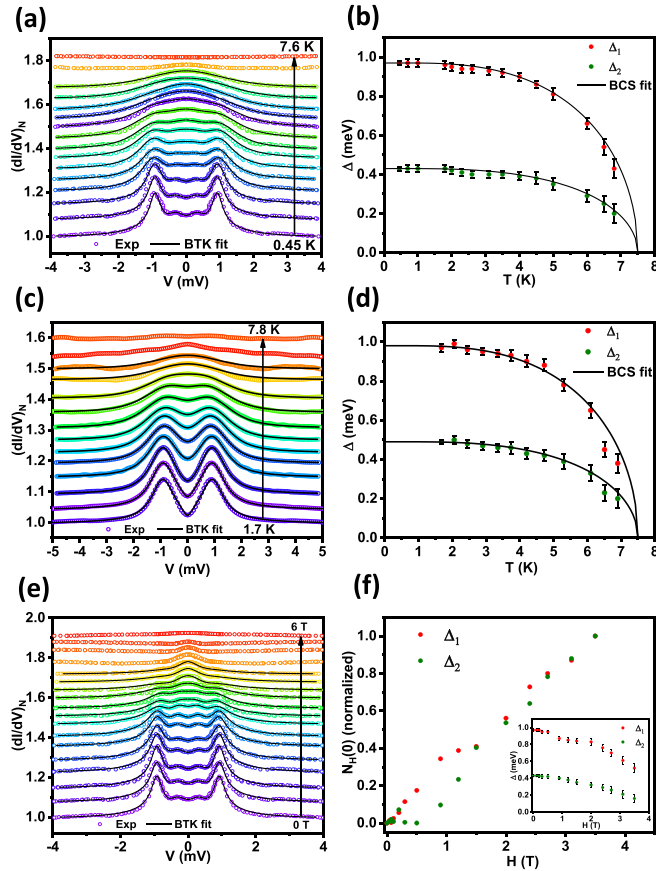 (a)
(dI/dV)N
1.8
1.6
1.4
1.2
1.0
7.6 K
Exp
BTK fit
0.45 K
-4 -3 -2 -1 0 1 2 3 4
V (mV)
(b)
Δ (meV)
1.0
0.8
0.6
0.4
0.2
0.0
Δ1
Δ2
BCS fit
0 1 2 3 4 5 6 7 8
T (K)
(c)
(dI/dV)N
1.6
1.5
1.4
1.3
1.2
1.1
1.0
7.8 K
Exp
BTK fit
1.7 K
-5 -4 -3 -2 -1 0 1 2 3 4 5
V (mV)
(d)
Δ (meV)
1.0
0.8
0.6
0.4
0.2
0.0
Δ1
Δ2
BCS fit
0 1 2 3 4 5 6 7 8
T (K)
(e)
(dI/dV)N
2.0
1.8
1.6
1.4
1.2
1.0
6 T
Exp
BTK fit
0 T
-4 -3 -2 -1 0 1 2 3 4
V (mV)
(f)
NH(0) (normalized)
1.0
0.8
0.6
0.4
0.2
0.0
Δ1
Δ2
Δ (meV)
1.0
0.8
0.6
0.4
0.2
0.0
Δ1
Δ2
0 1 2 3 4
H (T)
0 1 2 3 4
H (T)